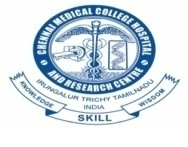 CHENNAI MEDICAL COLLEGE HOSPITAL
AND RESEARCH CENTRE
IRUNGALUR TRICHY TAMILNADU
INDIA
KNOWLEDGE
WISDOM
SKILL